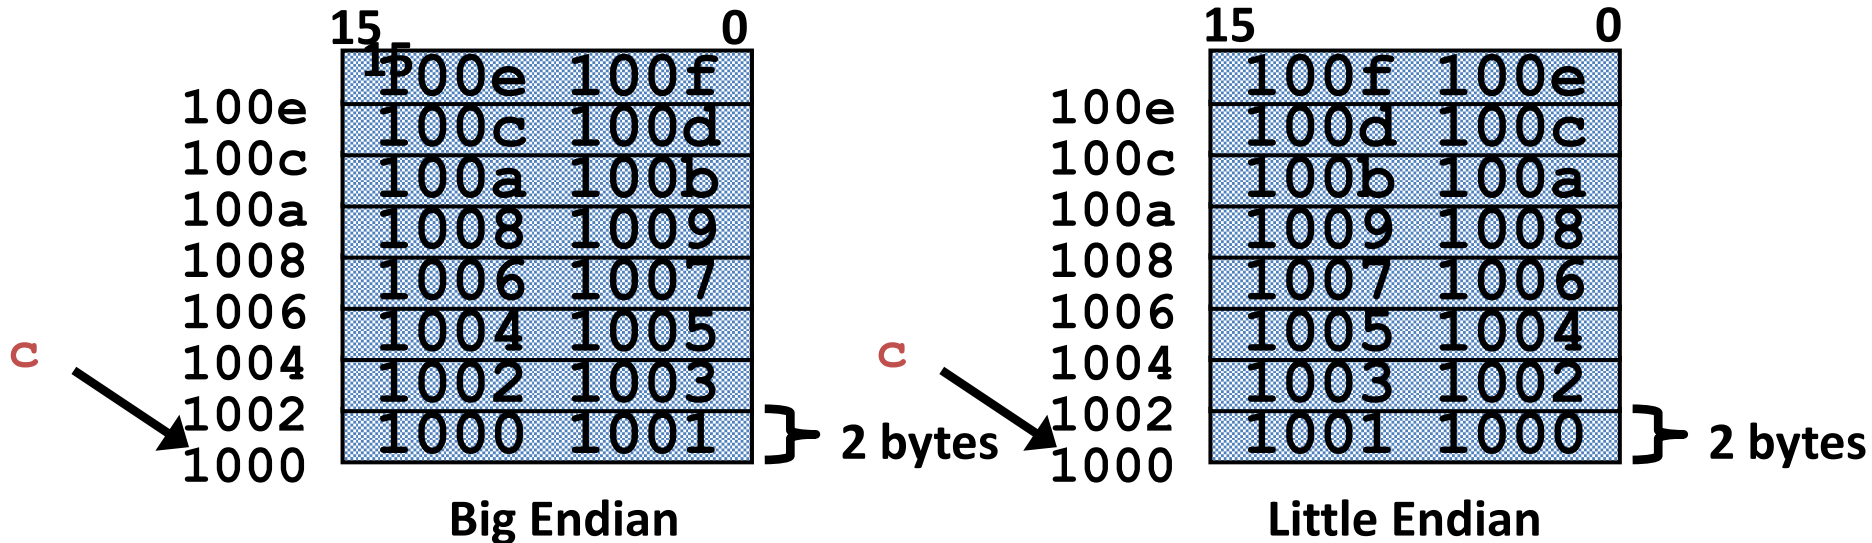 15 0
15
100e 100f
100e
100c 100d
100c
100a 100b
100a
1008 1009
1008
1006 1007
1006
1004 1005
c
1004
1002 1003
1002
1000 1001
2 bytes
1000
Big Endian
15 0
100f 100e
100e
100d 100c
100c
100b 100a
100a
1009 1008
1008
1007 1006
1006
1005 1004
c
1004
1003 1002
1002
1001 1000
2 bytes
1000
Little Endian